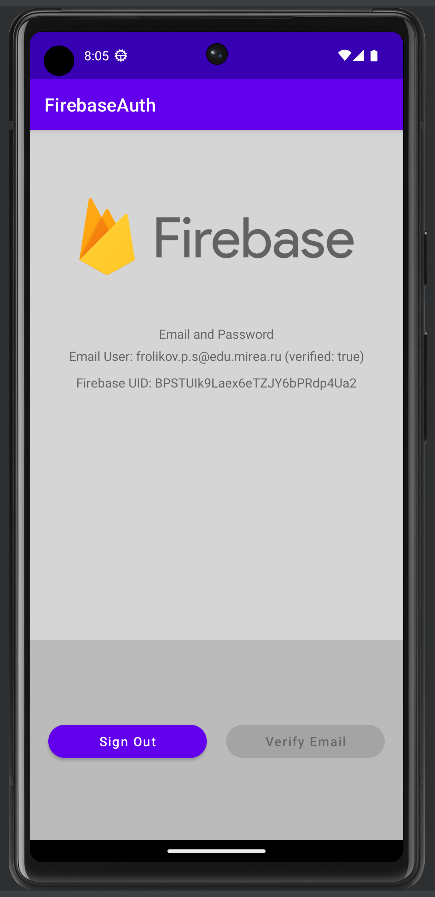 8:05
FirebaseAuth
Firebase
Email and Password
Email User: frolikov.p.s@edu.mirea.ru (verified: true)
Firebase UID: BPSTUIk9Laex6eTZJY6bPRdp4Ua2
Sign Out
Verify Email